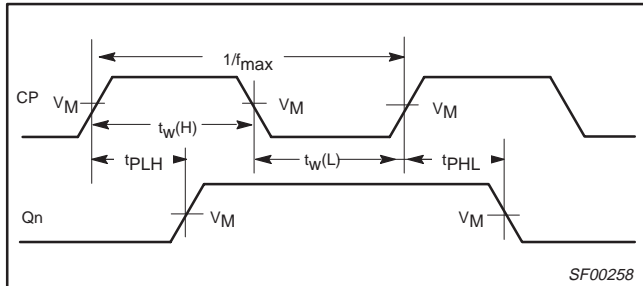 1/fmax
CP VM VM VM
tw(H)
tPLH tw(L) tPHL
Qn VM VM
SF00258